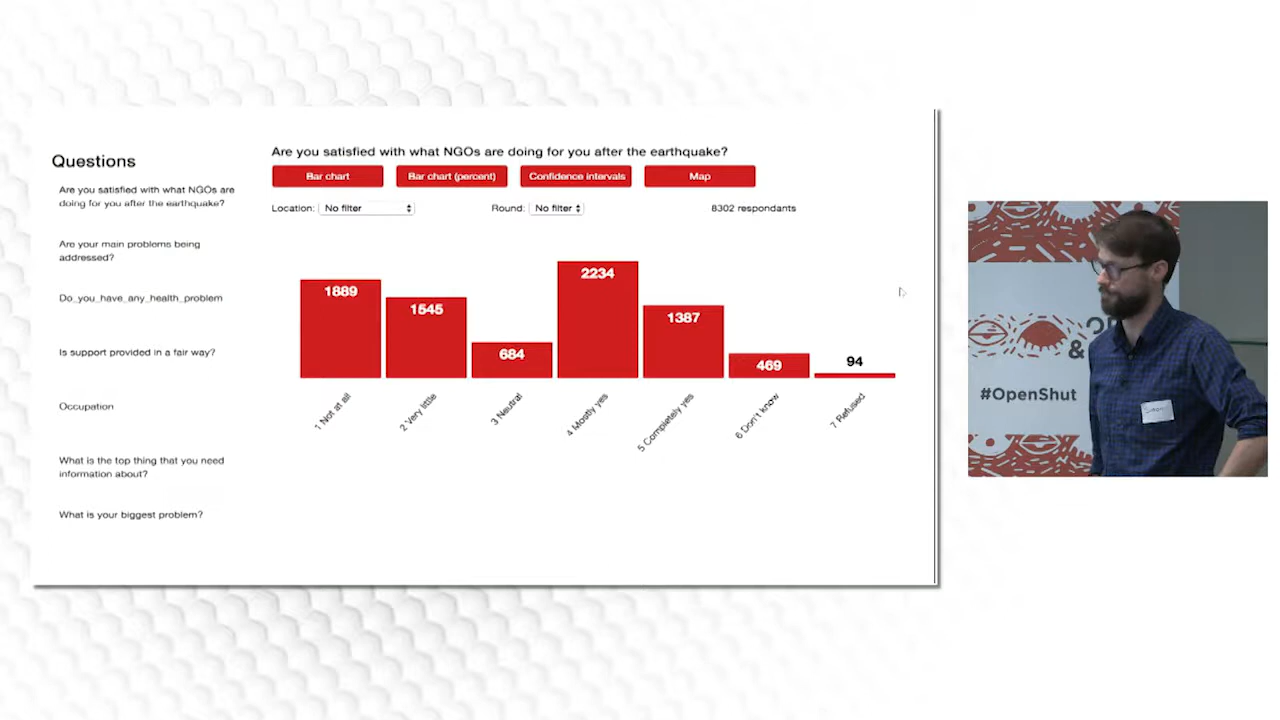 Questions
Are you satisfied with what NGOs are
doing for you after the earthquake?
Are your main problems being
addressed?
Do_you_have_any_health_problem
Is support provided in a fair way?
Occupation
What is the top thing that you need
information about?
What is your biggest problem?
Are you satisfied with what NGOs are doing for you after the earthquake?
Bar chart
Bar chart (percent)
Confidence intervals
Map
Location: No filter
Round: No filter
8302 respondants
1889
1545
684
2234
1387
469
94
1 Not at all
2 Very little
3 Neutral
4 Mostly yes
5 Completely yes
6 Don't know
7 Refused
&
#OpenShut